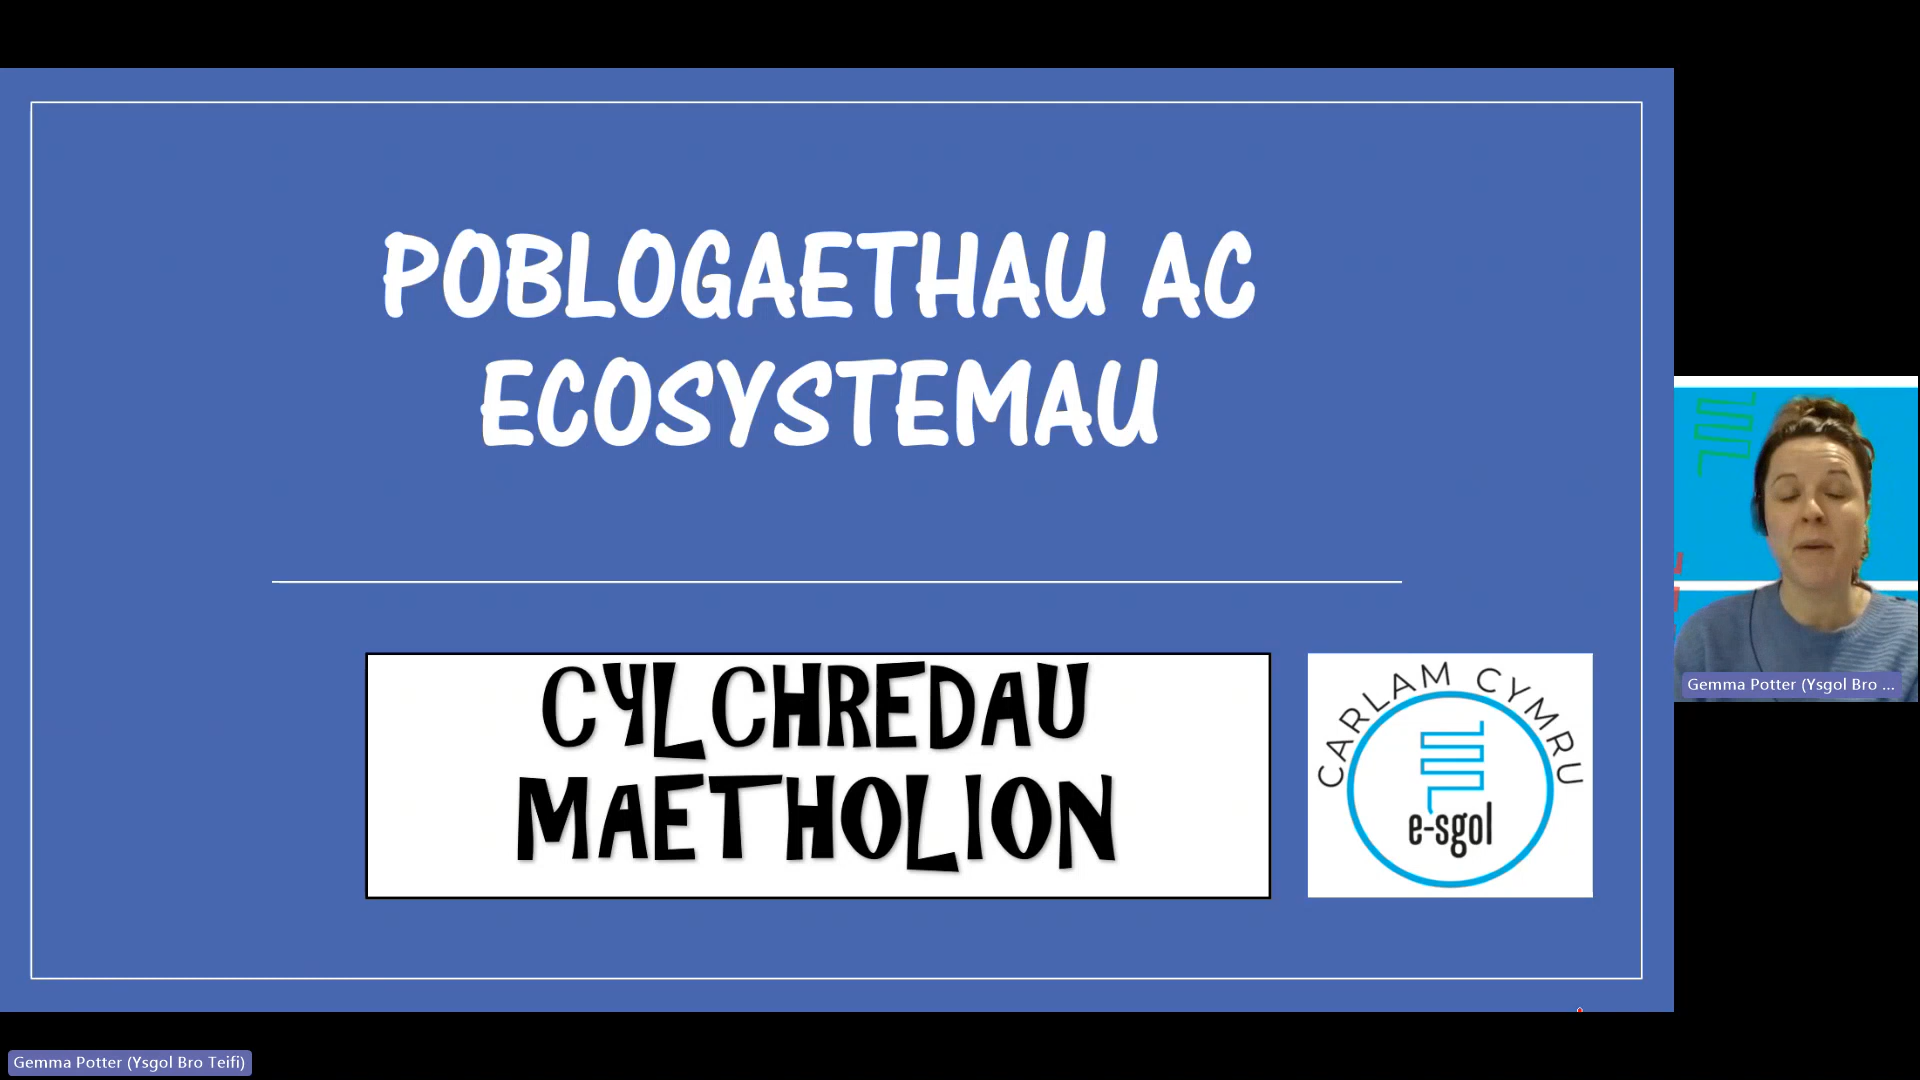 POBLOGAETHAU AC
ECOSYSTEMAU
CYLCHREDAU
MAETHOLION
CARLAM CYMRU
e-sgol
Gemma Potter (Ysgol Bro ...
Gemma Potter (Ysgol Bro Teifi)